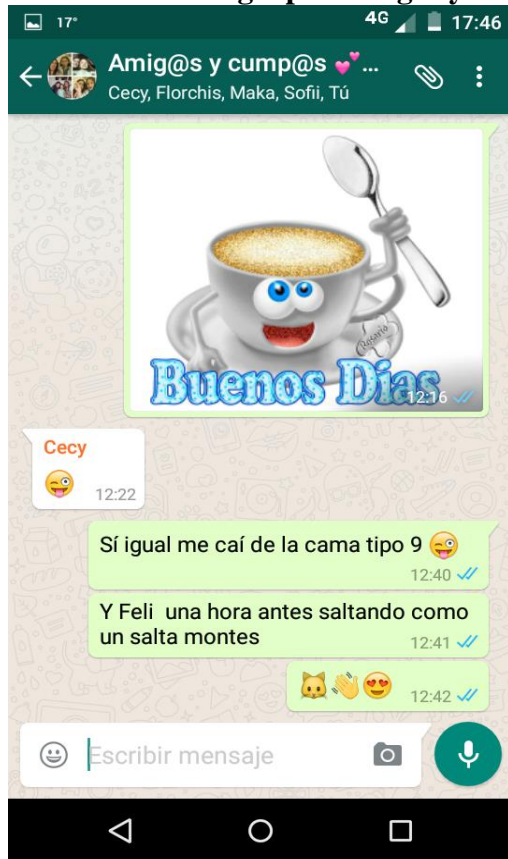 17°
4G 17:46
Amig@s y cump@s 💕...
Cecy, Florchis, Maka, Sofii, Tú
Rosario
Buenos Días
12:16
Cecy
😜
12:22
Sí igual me caí de la cama tipo 9 😜
12:40
Y Feli una hora antes saltando como
un salta montes
12:41
🐱👋😍 12:42
Escribir mensaje